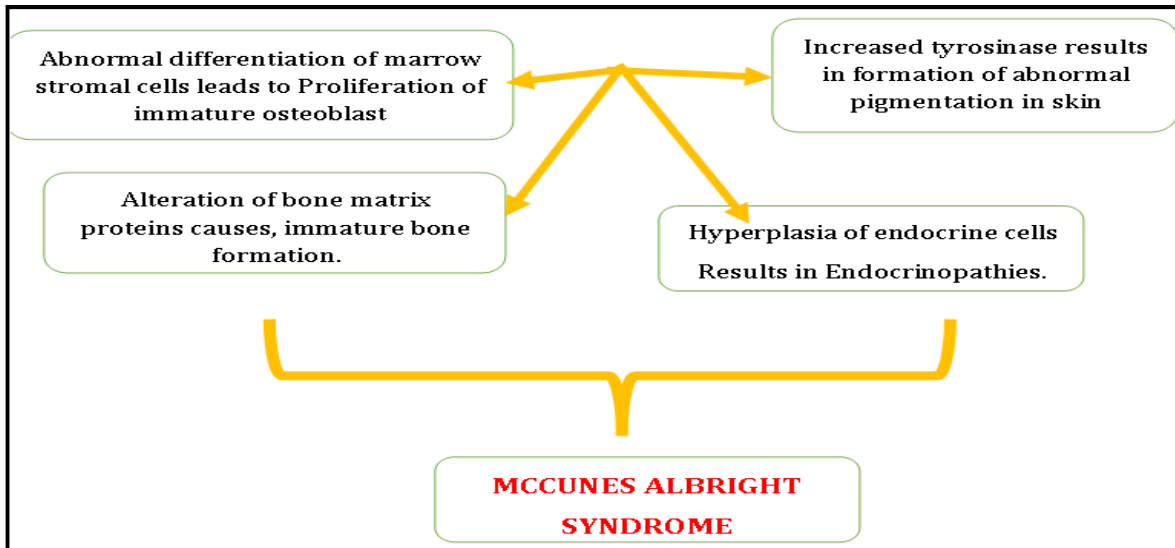 Abnormal differentiation of marrow
stromal cells leads to Proliferation of
immature osteoblast
Increased tyrosinase results
in formation of abnormal
pigmentation in skin
Alteration of bone matrix
proteins causes, immature bone
formation.
Hyperplasia of endocrine cells
Results in Endocrinopathies.
MCCUNES ALBRIGHT
SYNDROME